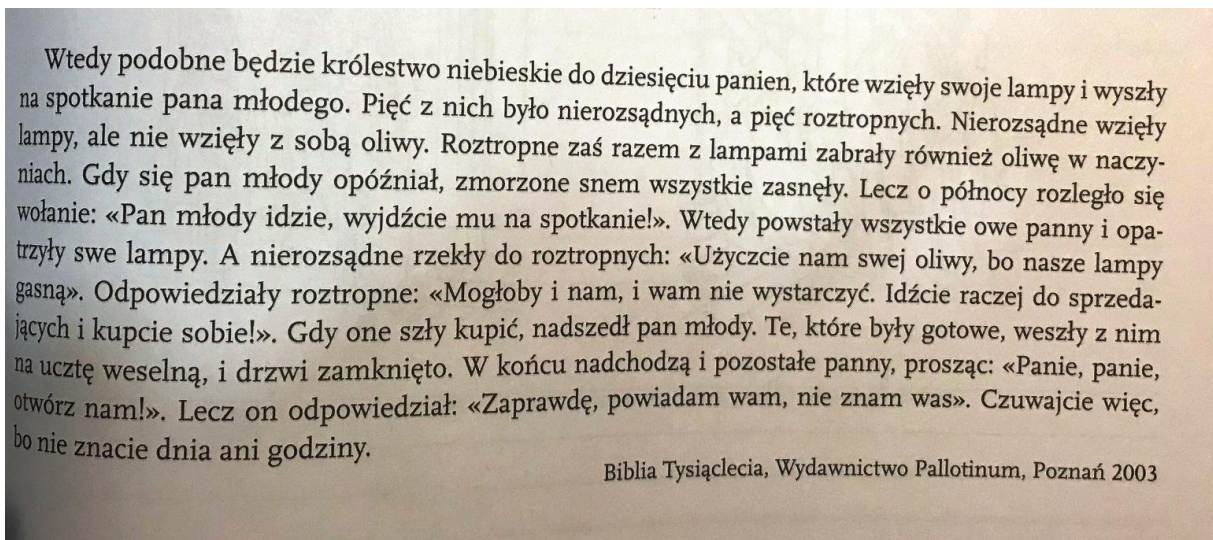 Wtedy podobne będzie królestwo niebieskie do dziesięciu panien, które wzięły swoje lampy i wyszły
na spotkanie pana młodego. Pięć z nich było nierozsądnych, a pięć roztropnych. Nierozsądne wzięły
lampy, ale nie wzięły z sobą oliwy. Roztropne zaś razem z lampami zabrały również oliwę w naczy-
niach. Gdy się pan młody opóźniał, zmorzone snem wszystkie zasnęły. Lecz o północy rozległo się
wołanie: «Pan młody idzie, wyjdźcie mu na spotkanie!». Wtedy powstały wszystkie owe panny i opa-
trzyły swe lampy. A nierozsądne rzekły do roztropnych: «Użyczcie nam swej oliwy, bo nasze lampy
gasną». Odpowiedziały roztropne: «Mogłoby i nam, i wam nie wystarczyć. Idźcie raczej do sprzeda-
jących i kupcie sobie!». Gdy one szły kupić, nadszedł pan młody. Te, które były gotowe, weszły z nim
na ucztę weselną, i drzwi zamknięto. W końcu nadchodzą i pozostałe panny, prosząc: «Panie, panie,
otwórz nam!». Lecz on odpowiedział: «Zaprawdę, powiadam wam, nie znam was». Czuwajcie więc,
bo nie znacie dnia ani godziny.
Biblia Tysiąclecia, Wydawnictwo Pallotinum, Poznań 2003